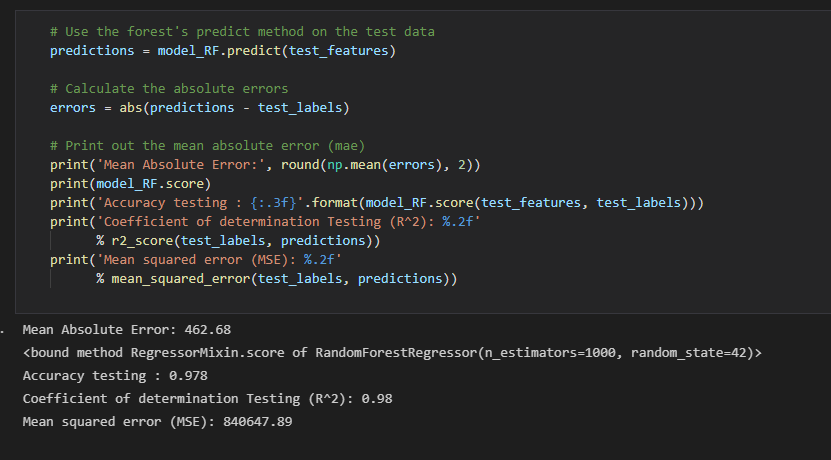 # Use the forest's predict method on the test data
predictions = model_RF.predict(test_features)
# Calculate the absolute errors
errors = abs(predictions - test_labels)
# Print out the mean absolute error (mae)
print('Mean Absolute Error:', round(np.mean(errors), 2))
print(model_RF.score)
print('Accuracy testing : {:.3f}'.format(model_RF.score(test_features, test_labels)))
print('Coefficient of determination Testing (R^2): %.2f'
% r2_score(test_labels, predictions))
print('Mean squared error (MSE): %.2f'
% mean_squared_error(test_labels, predictions))
Mean Absolute Error: 462.68
<bound method RegressorMixin.score of RandomForestRegressor(n_estimators=1000, random_state=42)>
Accuracy testing : 0.978
Coefficient of determination Testing (R^2): 0.98
Mean squared error (MSE): 840647.89